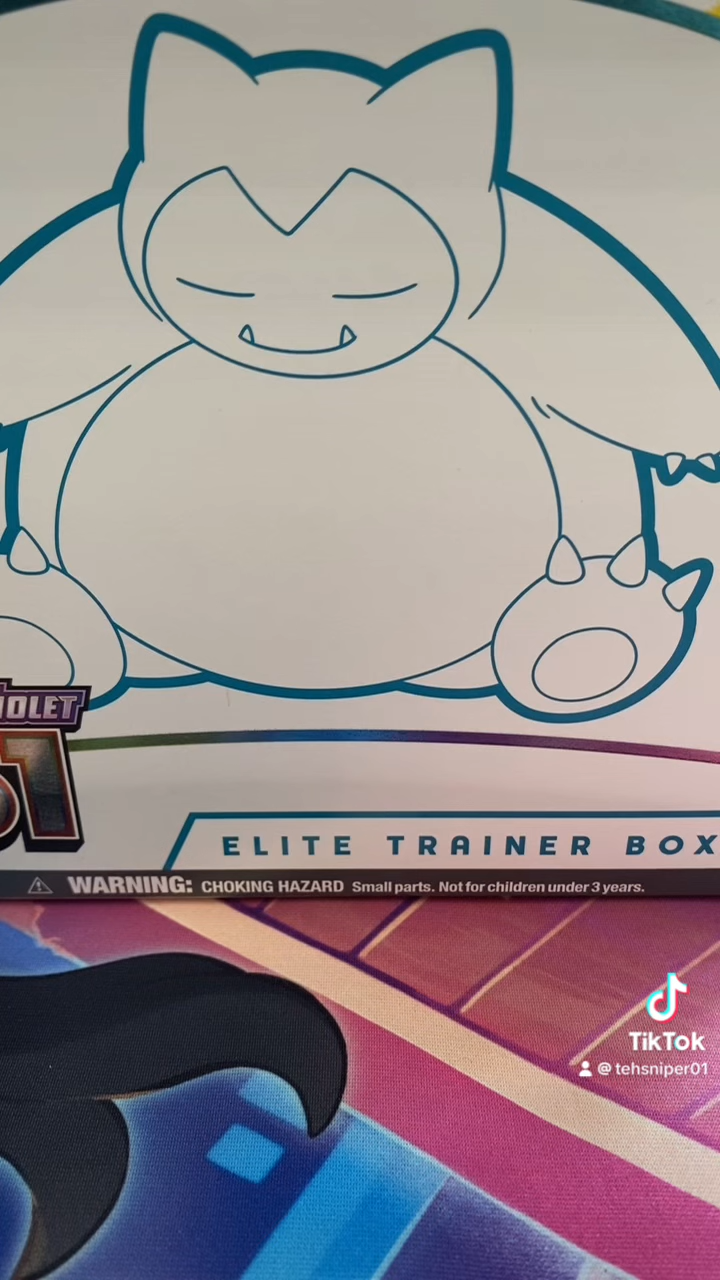 IOLET
51
ELITE TRAINER BOX
WARNING: CHOKING HAZARD Small parts. Not for children under 3 years.
TikTok
@tehsniper01